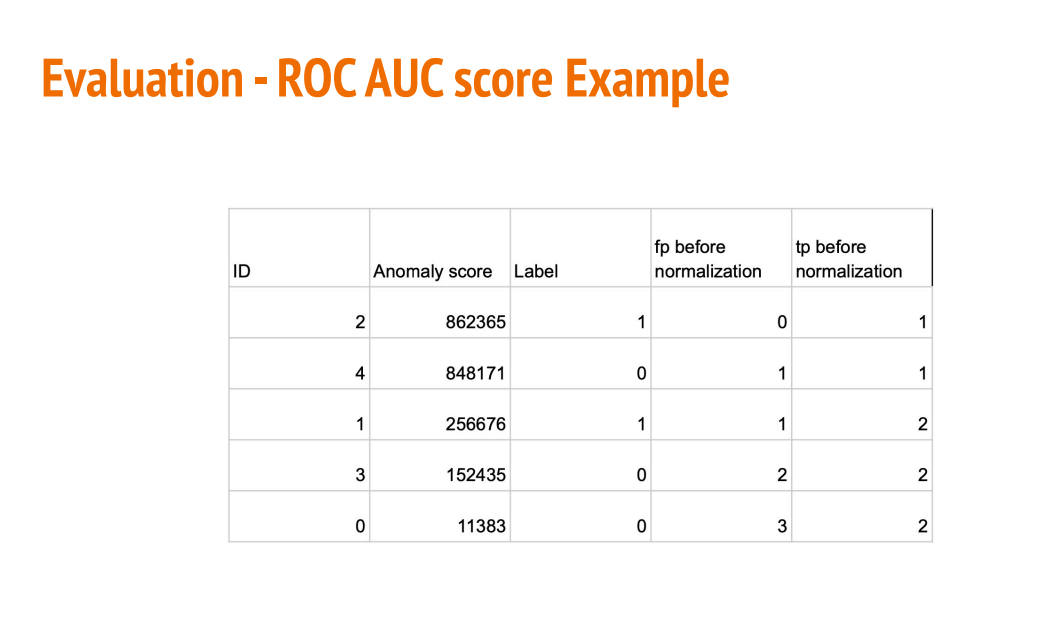 Evaluation - ROC AUC score Example
fp before tp before
ID Anomaly score Label normalization normalization
2 862365 1 0 1
4 848171 0 1 1
1 256676 1 1 2
3 152435 0 2 2
0 11383 0 3 2